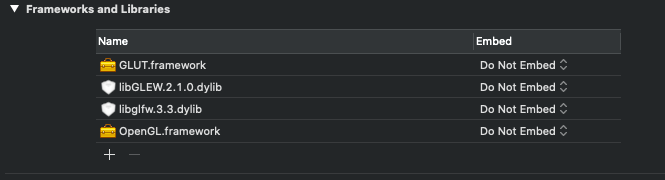 Frameworks and Libraries
Name Embed
GLUT.framework Do Not Embed
libGLEW.2.1.0.dylib Do Not Embed
libglfw.3.3.dylib Do Not Embed
OpenGL.framework Do Not Embed